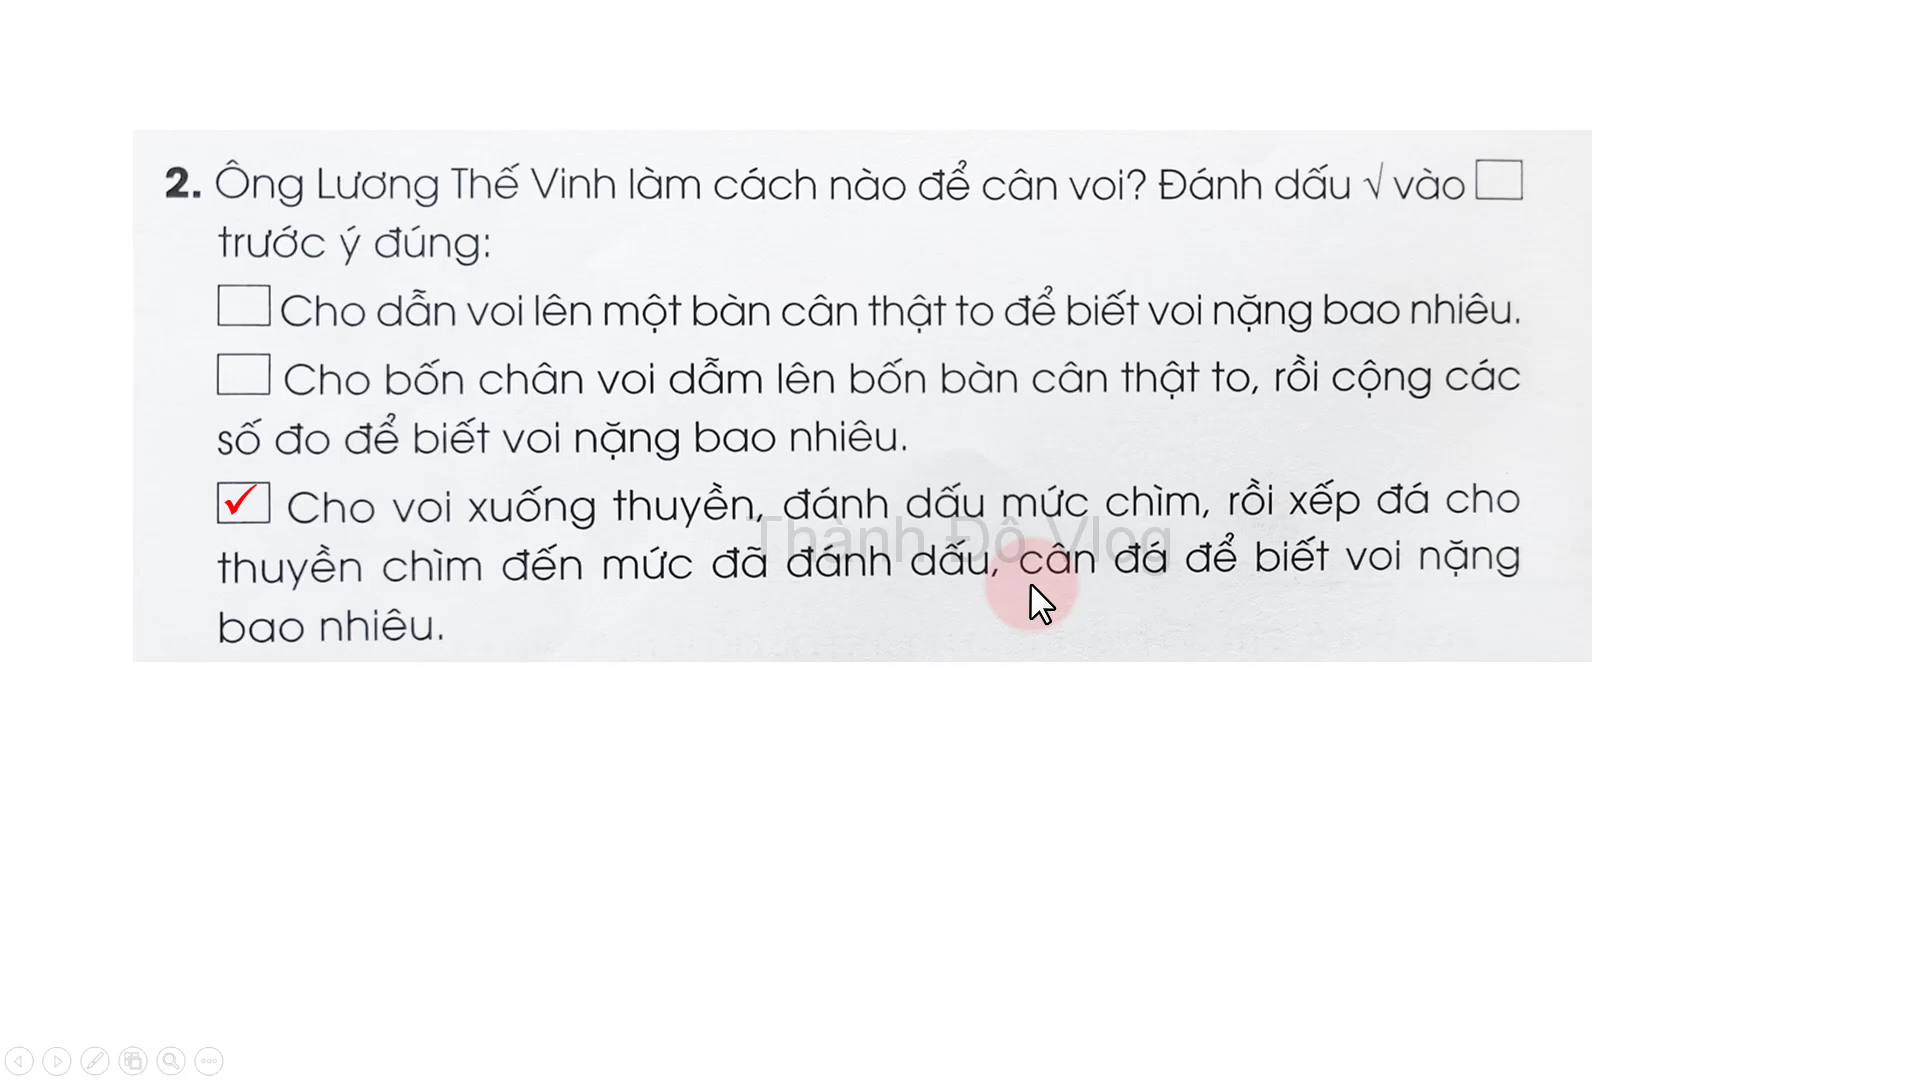 2. Ông Lương Thế Vinh làm cách nào để cân voi? Đánh dấu √ vào □
trước ý đúng:
□ Cho dẫn voi lên một bàn cân thật to để biết voi nặng bao nhiêu.
□ Cho bốn chân voi dẫm lên bốn bàn cân thật to, rồi cộng các
số đo để biết voi nặng bao nhiêu.
☑ Cho voi xuống thuyền, đánh dấu mức chìm, rồi xếp đá cho
Thành Đô Vlog
thuyền chìm đến mức đã đánh dấu, cân đá để biết voi nặng
bao nhiêu.